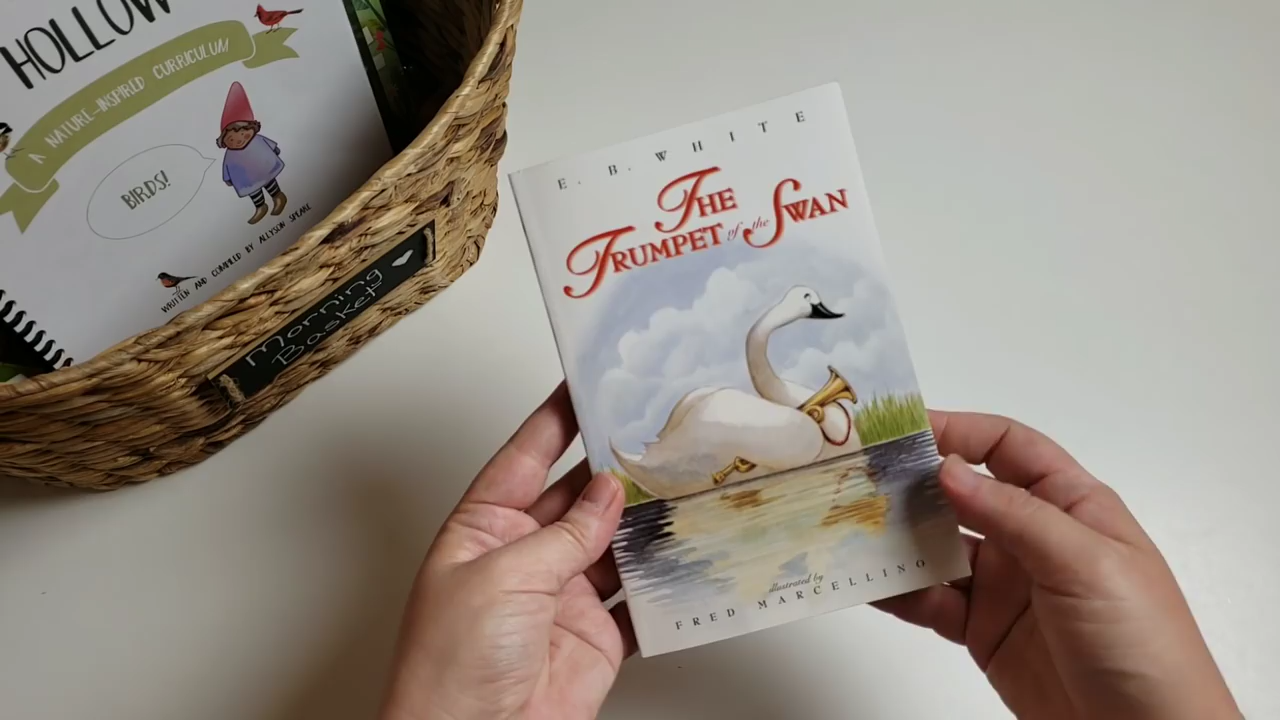 HOLLOW
A NATURE-INSPIRED CURRICULUM
BIRDS!
WRITTEN AND COMPILED BY ALLYSON SPEAKE
Morning
Basket
E. B. WHITE
THE
TRUMPET of the SWAN
illustrated by
FRED MARCELLINO